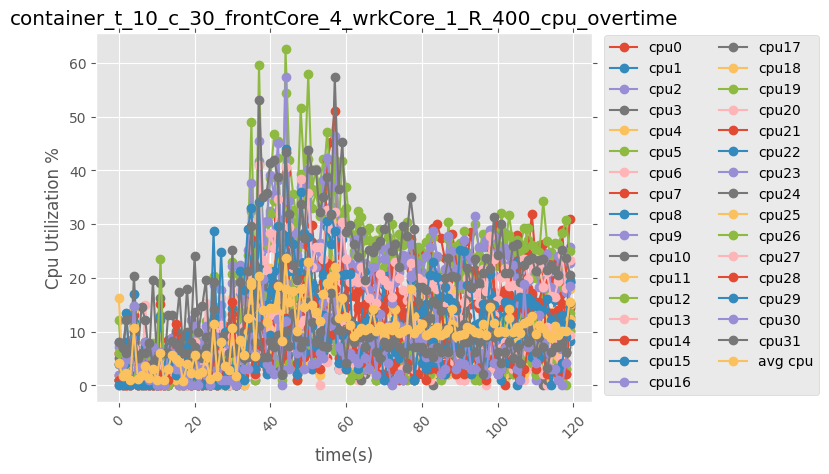 container_t_10_c_30_frontCore_4_wrkCore_1_R_400_cpu_overtime
Cpu Utilization %
60
50
40
30
20
10
0
0
20
40
60
80
100
120
time(s)
cpu0
cpu1
cpu2
cpu3
cpu4
cpu5
cpu6
cpu7
cpu8
cpu9
cpu10
cpu11
cpu12
cpu13
cpu14
cpu15
cpu16
cpu17
cpu18
cpu19
cpu20
cpu21
cpu22
cpu23
cpu24
cpu25
cpu26
cpu27
cpu28
cpu29
cpu30
cpu31
avg cpu